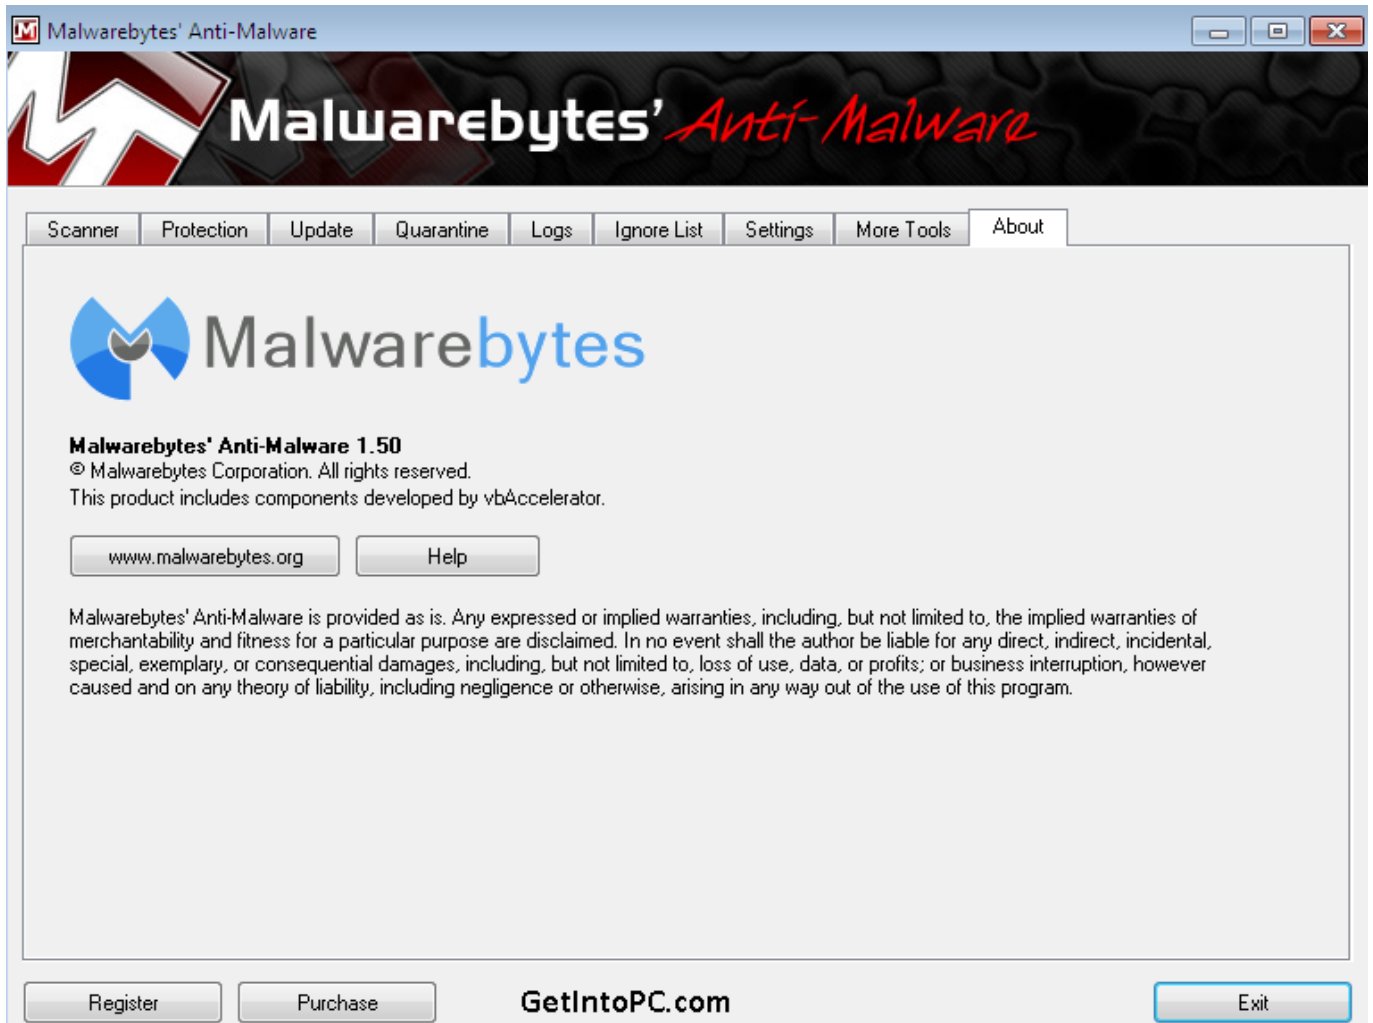 Malwarebytes' Anti-Malware
Malwarebytes' Anti-Malware
Scanner Protection Update Quarantine Logs Ignore List Settings More Tools About
Malwarebytes
Malwarebytes' Anti-Malware 1.50
© Malwarebytes Corporation. All rights reserved.
This product includes components developed by vbAccelerator.
www.malwarebytes.org Help
Malwarebytes' Anti-Malware is provided as is. Any expressed or implied warranties, including, but not limited to, the implied warranties of
merchantability and fitness for a particular purpose are disclaimed. In no event shall the author be liable for any direct, indirect, incidental,
special, exemplary, or consequential damages, including, but not limited to, loss of use, data, or profits; or business interruption, however
caused and on any theory of liability, including negligence or otherwise, arising in any way out of the use of this program.
Register Purchase GetIntoPC.com Exit